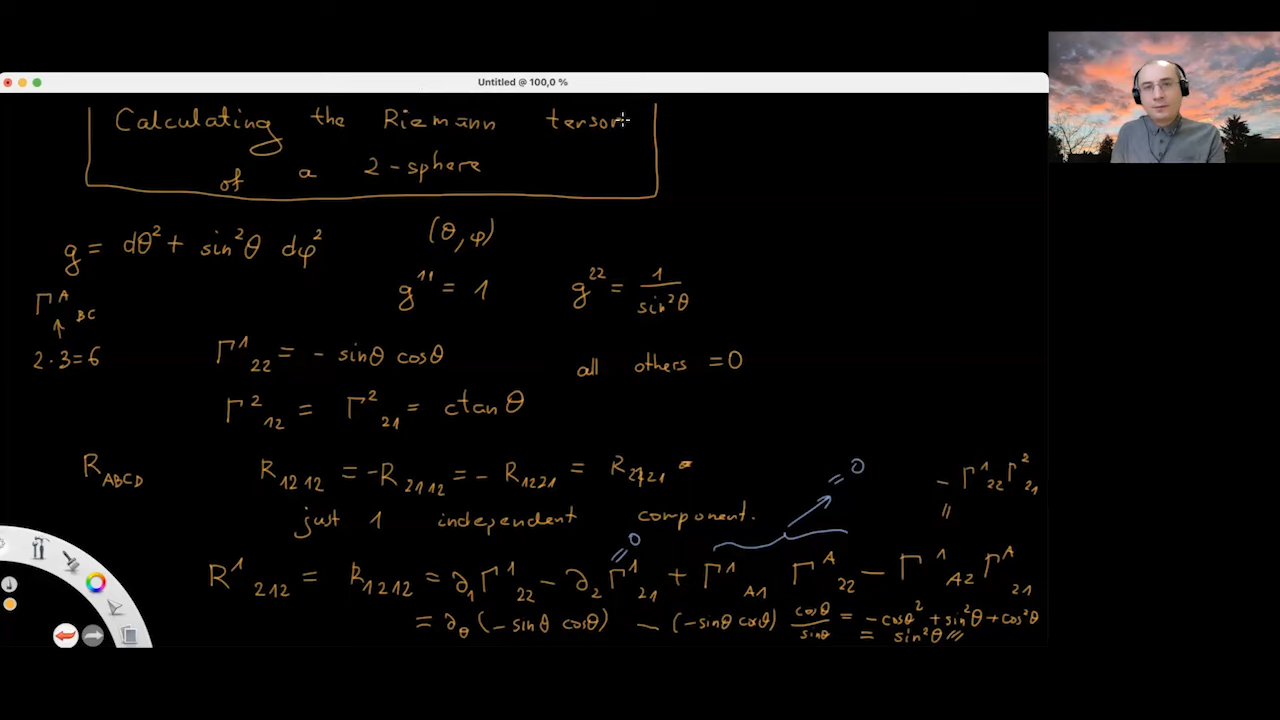 Untitled @ 100,0 %
Calculating the Riemann tensor
of a 2-sphere
g = dθ² + sin²θ dφ² (θ, φ)
g¹¹ = 1 g²² = 1/sin²θ
Γ^A_BC
↑
2·3=6
Γ¹₂₂ = - sinθ cosθ all others = 0
Γ²₁₂ = Γ²₂₁ = ctan θ
R_ABCD R₁₂₁₂ = -R₂₁₁₂ = - R₁₂₂₁ = R₂₁₂₁
just 1 independent component.
= 0
- Γ¹₂₂ Γ²₂₁
=
= 0
R¹₂₁₂ = R₁₂₁₂ = ∂₁Γ¹₂₂ - ∂₂Γ¹₂₁ + Γ¹_A1 Γ^A_22 - Γ¹_A2 Γ^A_21
= ∂_θ (- sinθ cosθ) - (-sinθ cosθ) cosθ/sinθ = -cosθ² + sin²θ + cos²θ
= sin²θ